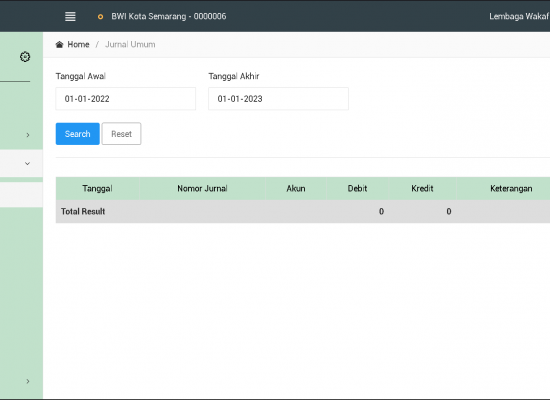 BWI Kota Semarang - 0000006 Lembaga Wakaf
Home / Jurnal Umum
Tanggal Awal Tanggal Akhir
01-01-2022 01-01-2023
Search Reset
Tanggal Nomor Jurnal Akun Debit Kredit Keterangan
Total Result 0 0